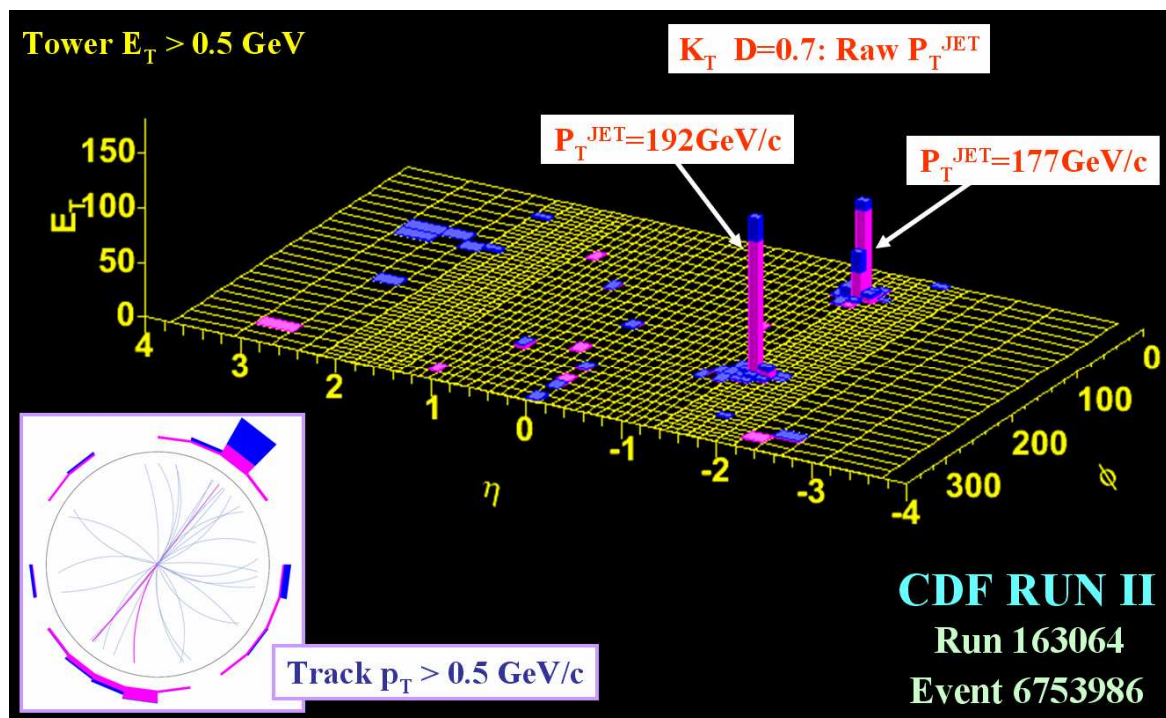 Tower E_T > 0.5 GeV
K_T D=0.7: Raw P_T^JET
P_T^JET=192GeV/c
P_T^JET=177GeV/c
E_T
150
100
50
0
4
3
2
1
0
-1
-2
-3
-4
η
0
100
200
300
ϕ
Track p_T > 0.5 GeV/c
CDF RUN II
Run 163064
Event 6753986